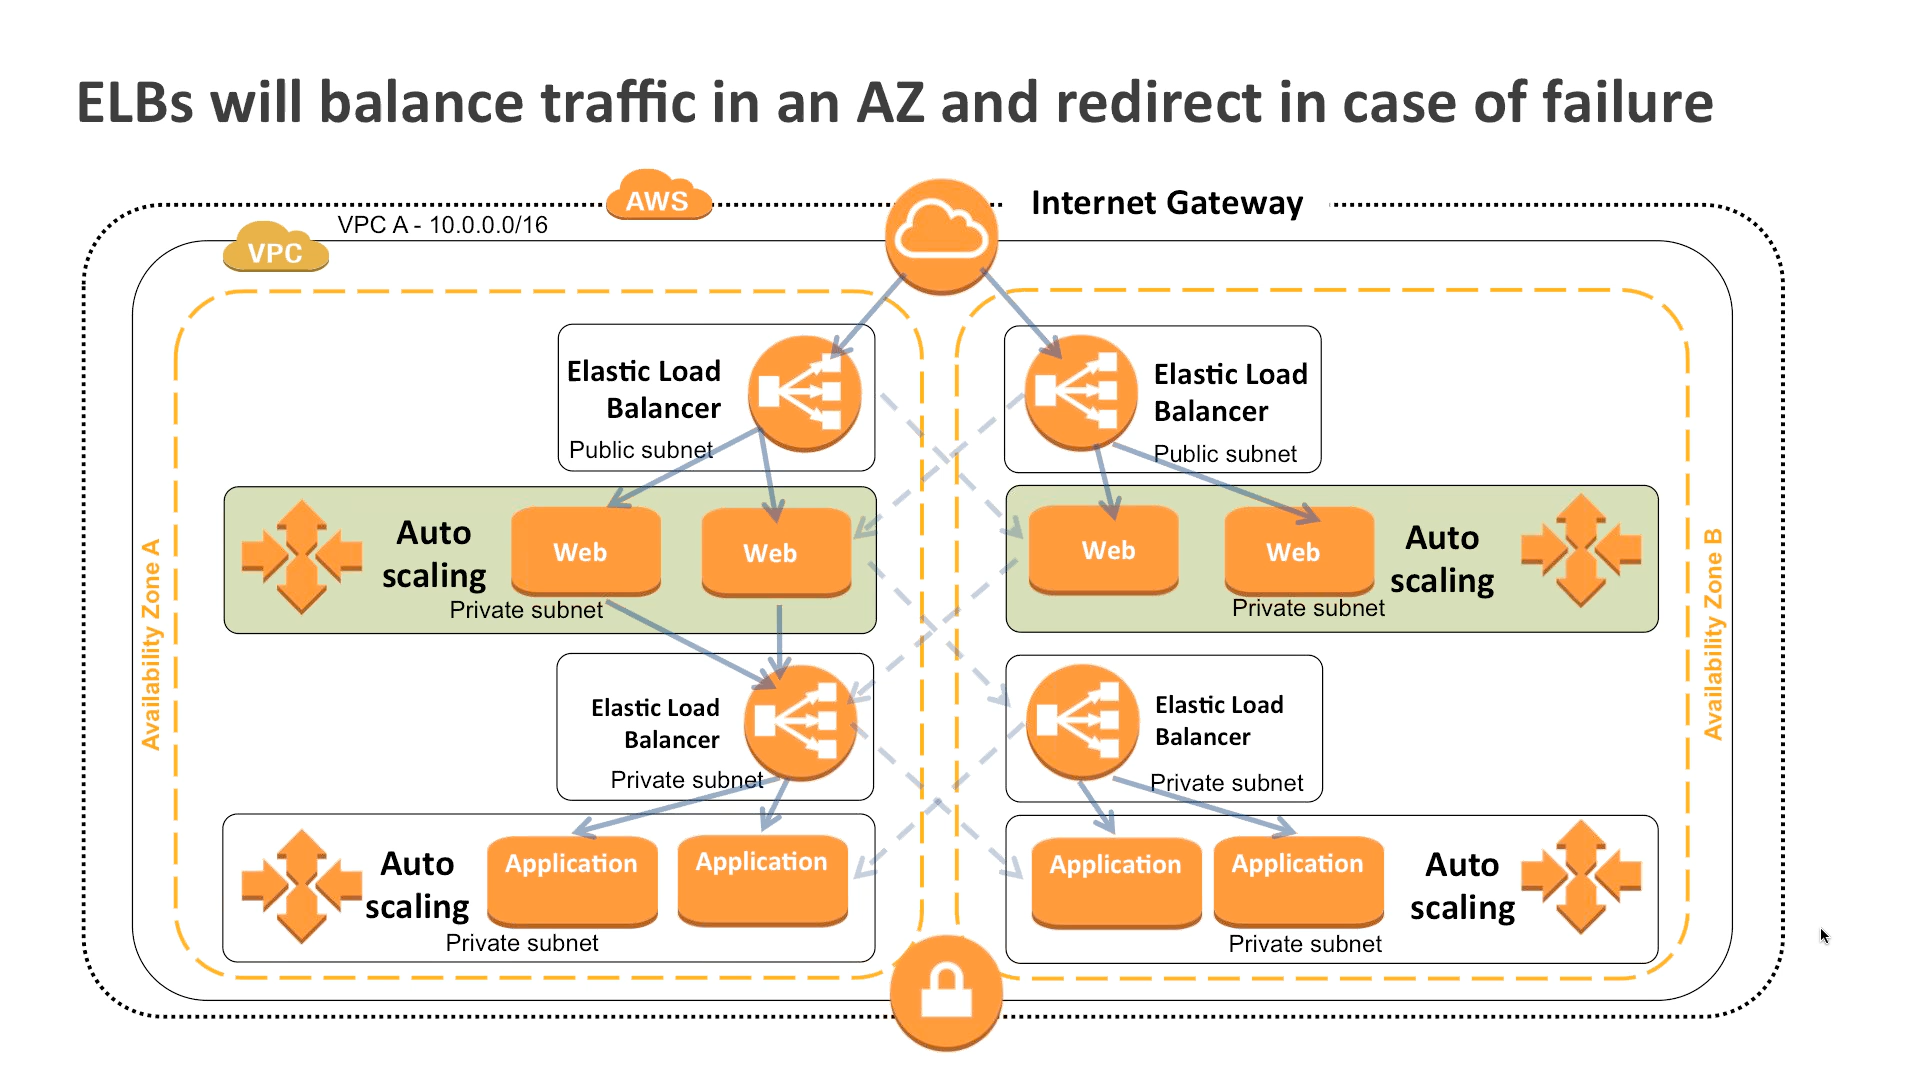 ELBs will balance traffic in an AZ and redirect in case of failure
AWS
Internet Gateway
VPC A - 10.0.0.0/16
VPC
Elastic Load
Balancer
Public subnet
Elastic Load
Balancer
Public subnet
Availability Zone A
Auto
scaling
Web
Web
Private subnet
Web
Web
Auto
scaling
Private subnet
Availability Zone B
Elastic Load
Balancer
Private subnet
Elastic Load
Balancer
Private subnet
Auto
scaling
Application
Application
Private subnet
Application
Application
Auto
scaling
Private subnet